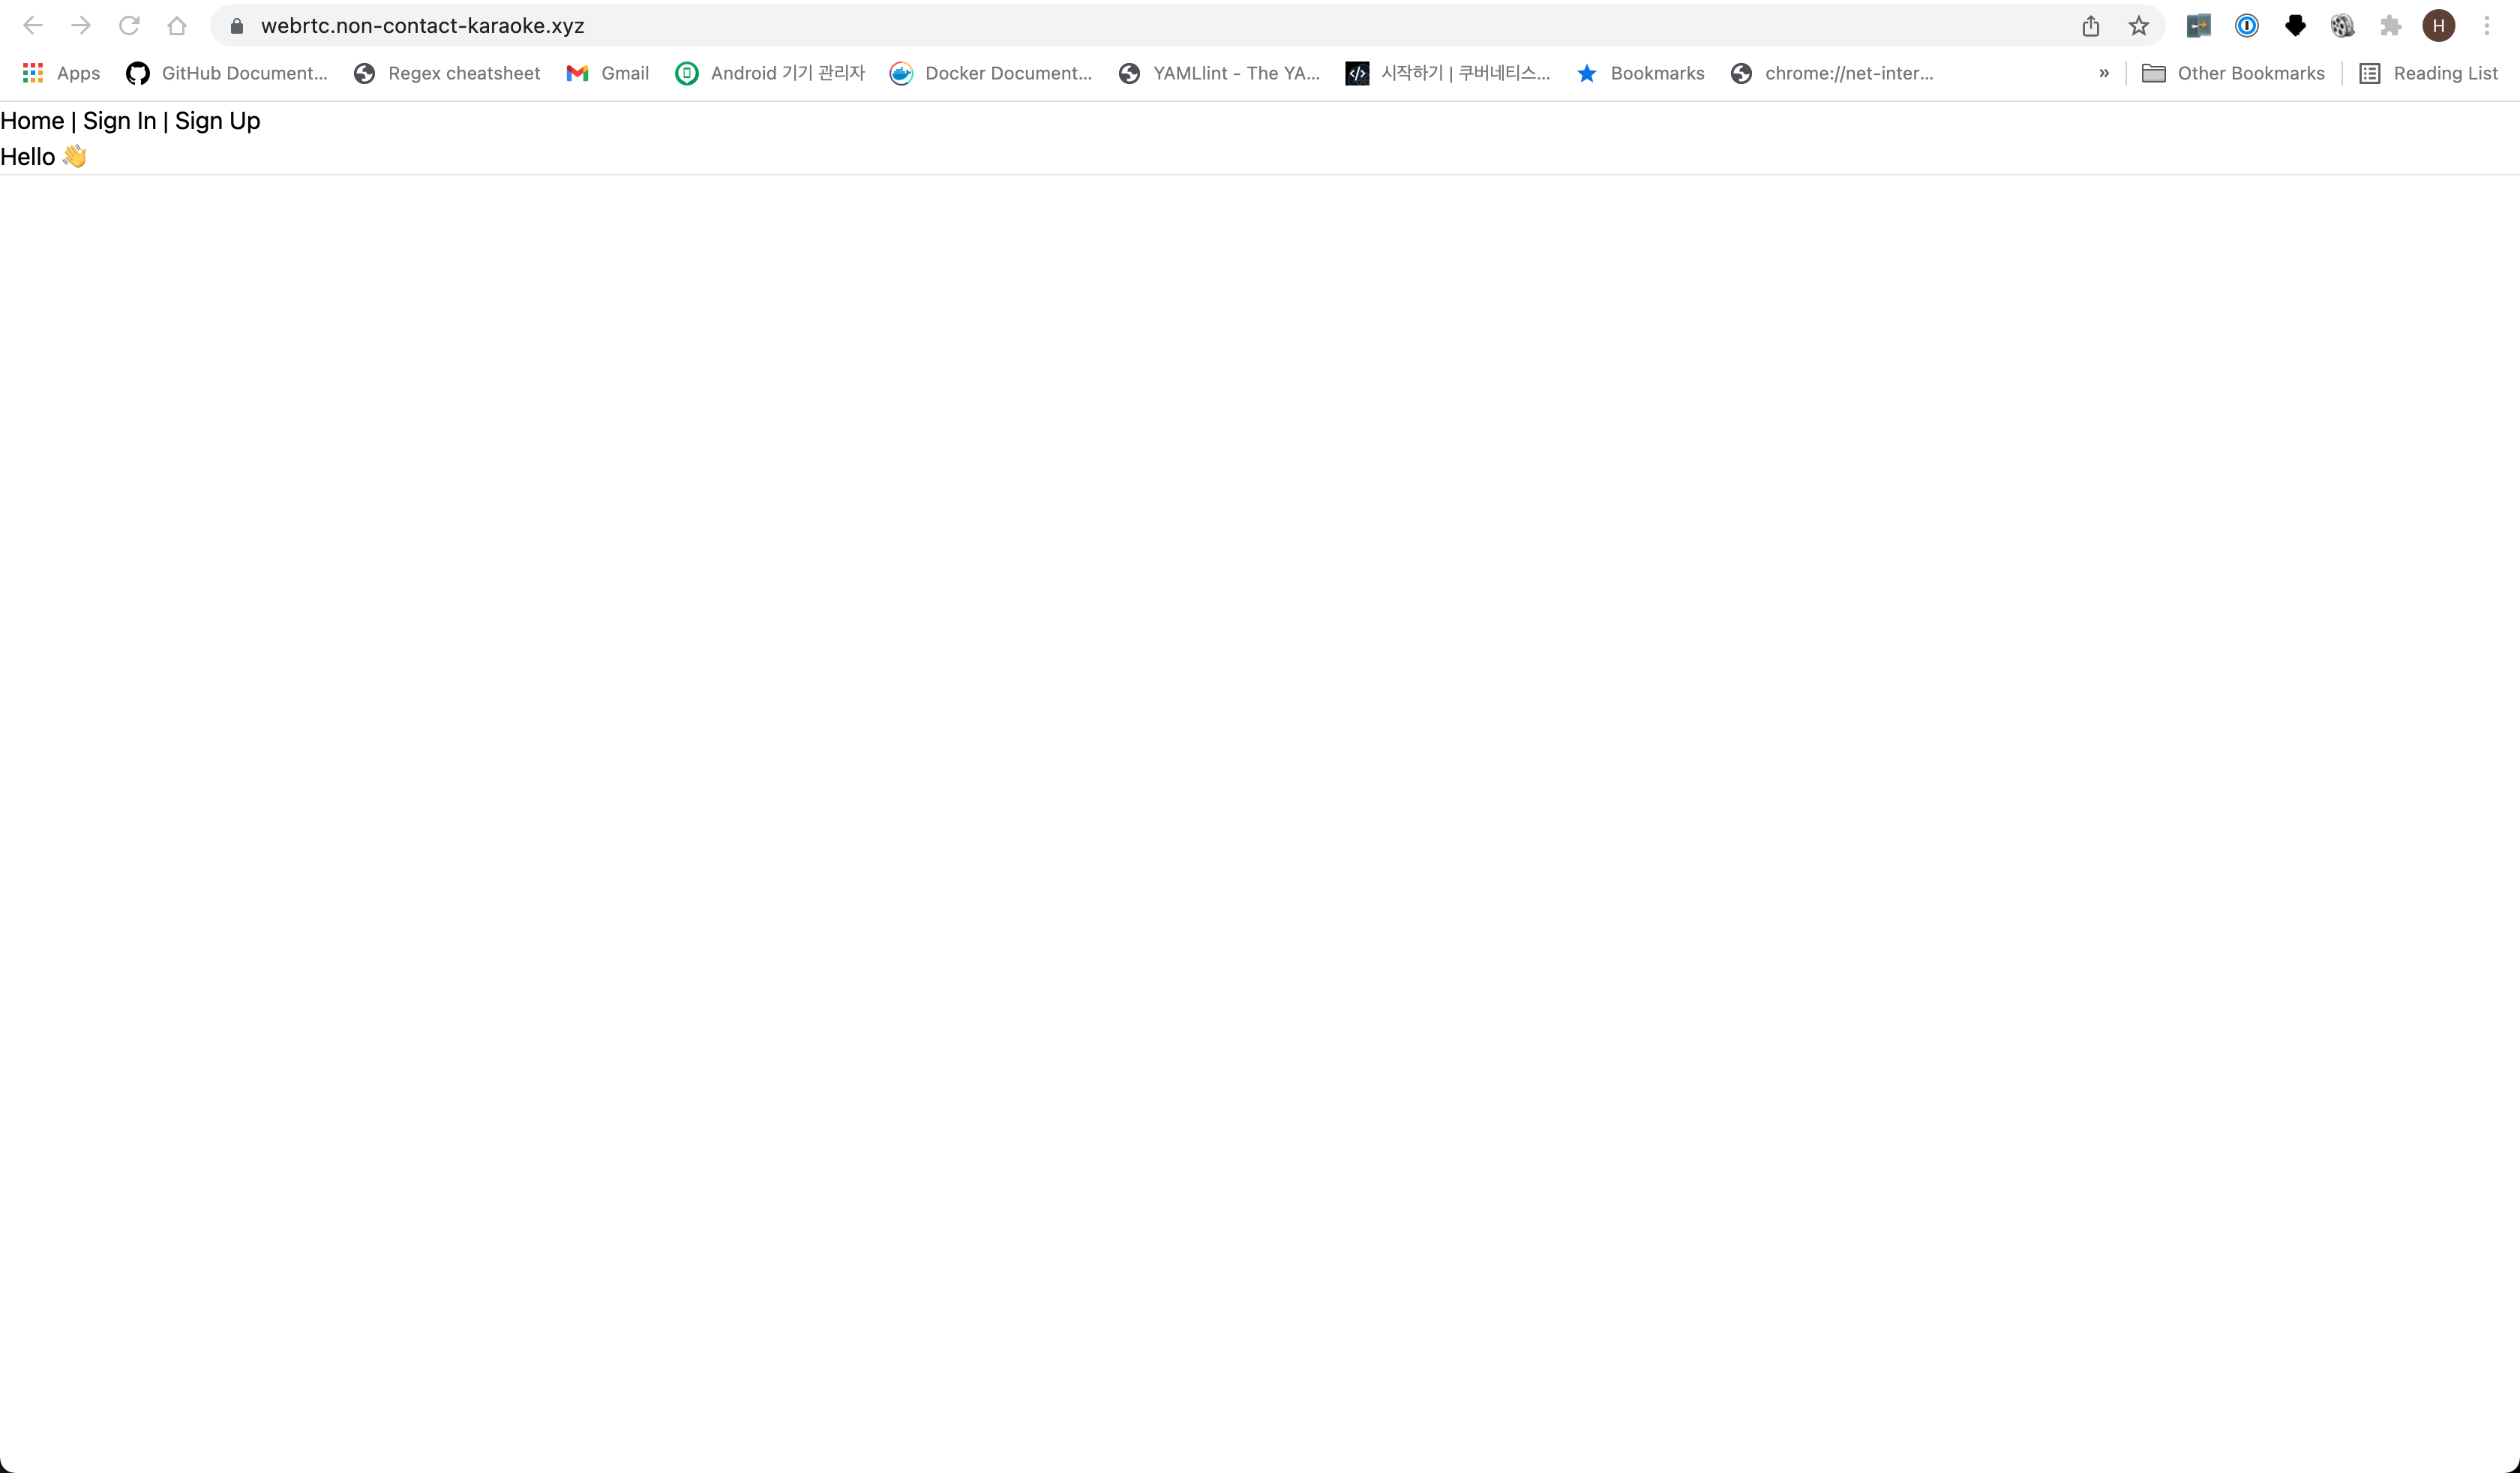 webrtc.non-contact-karaoke.xyz H
Apps GitHub Document... Regex cheatsheet Gmail Android 기기 관리자 Docker Document... YAMLlint - The YA... 시작하기 | 쿠버네티스... Bookmarks chrome://net-inter... » Other Bookmarks Reading List
Home | Sign In | Sign Up
Hello 👋